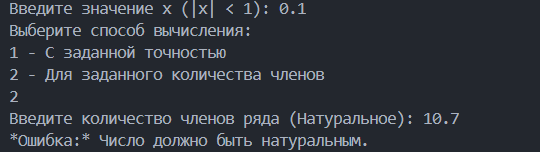 Введите значение x (|x| < 1): 0.1
Выберите способ вычисления:
1 - С заданной точностью
2 - Для заданного количества членов
2
Введите количество членов ряда (Натуральное): 10.7
*Ошибка:* Число должно быть натуральным.